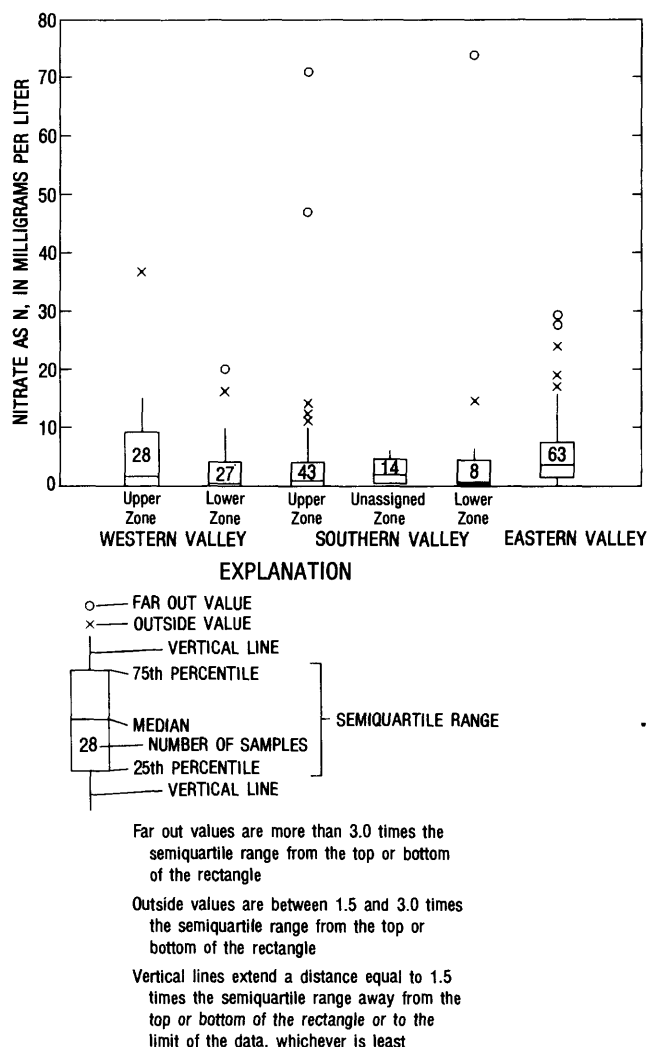 NITRATE AS N, IN MILLIGRAMS PER LITER
80
70
60
50
40
30
20
10
0
28
27
43
14
8
63
Upper Zone
Lower Zone
Upper Zone
Unassigned Zone
Lower Zone
WESTERN VALLEY
SOUTHERN VALLEY
EASTERN VALLEY
EXPLANATION
FAR OUT VALUE
OUTSIDE VALUE
VERTICAL LINE
75th PERCENTILE
MEDIAN
SEMIQUARTILE RANGE
28
NUMBER OF SAMPLES
25th PERCENTILE
VERTICAL LINE
Far out values are more than 3.0 times the
semiquartile range from the top or bottom
of the rectangle
Outside values are between 1.5 and 3.0 times
the semiquartile range from the top or
bottom of the rectangle
Vertical lines extend a distance equal to 1.5
times the semiquartile range away from the
top or bottom of the rectangle or to the
limit of the data, whichever is least